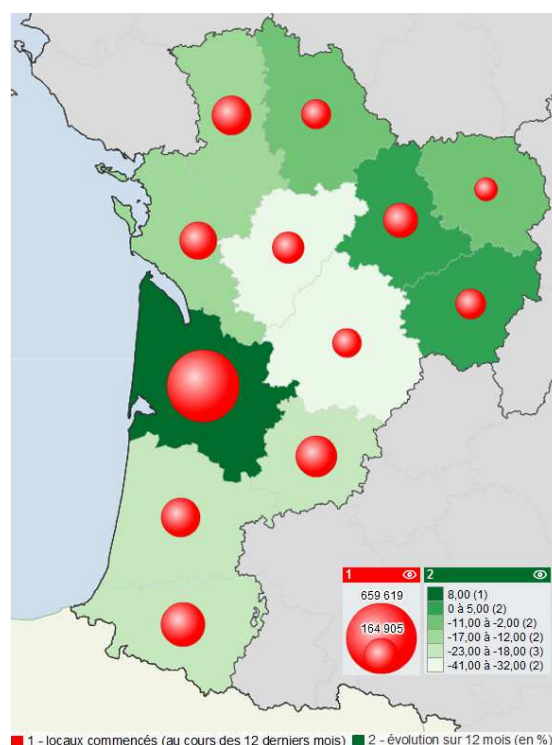 1
2
659 619
164 905
8,00 (1)
0 à 5,00 (2)
-11,00 à -2,00 (2)
-17,00 à -12,00 (2)
-23,00 à -18,00 (3)
-41,00 à -32,00 (2)
1 - locaux commencés (au cours des 12 derniers mois) 2 - évolution sur 12 mois (en %)